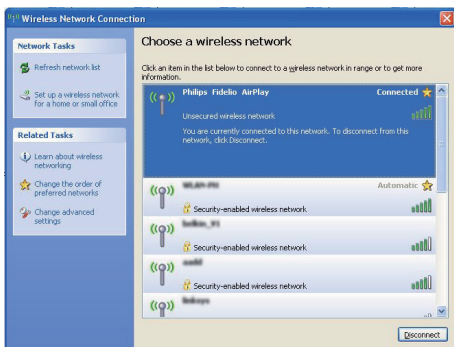 Wireless Network Connection
Network Tasks
Refresh network list
Set up a wireless network
for a home or small office
Related Tasks
Learn about wireless
networking
Change the order of
preferred networks
Change advanced
settings
Choose a wireless network
Click an item in the list below to connect to a wireless network in range or to get more
information.
Philips Fidelio AirPlay
Connected
Unsecured wireless network
You are currently connected to this network. To disconnect from this
network, click Disconnect.
Automatic
Security-enabled wireless network
Security-enabled wireless network
Security-enabled wireless network
Disconnect